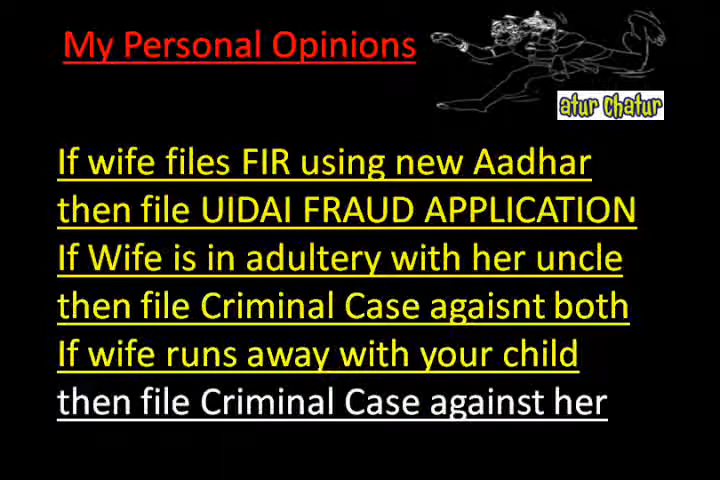 My Personal Opinions
atur chatur
If wife files FIR using new Aadhar
then file UIDAI FRAUD APPLICATION
If Wife is in adultery with her uncle
then file Criminal Case agaisnt both
If wife runs away with your child
then file Criminal Case against her